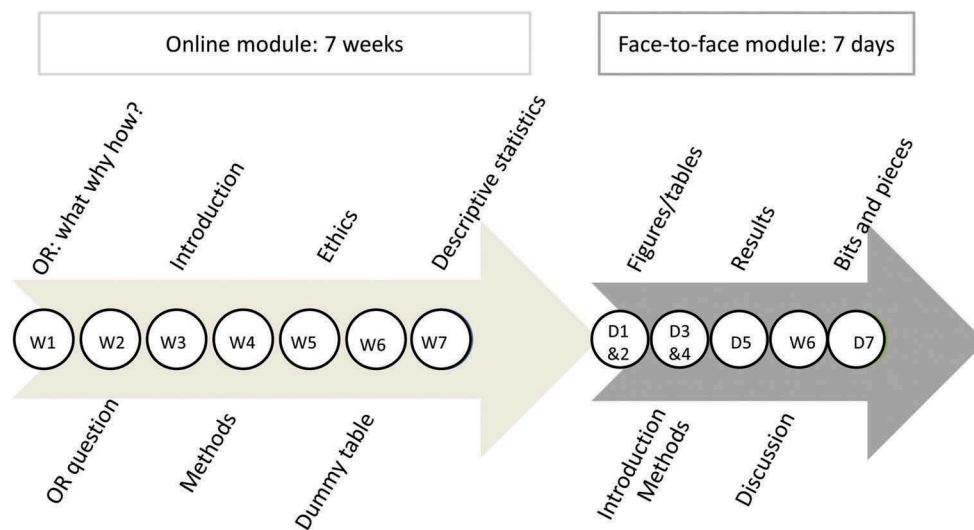 Online module: 7 weeks
Face-to-face module: 7 days
OR: what why how?
Introduction
Ethics
Descriptive statistics
Figures/tables
Results
Bits and pieces
W1
W2
W3
W4
W5
W6
W7
D1
&2
D3
&4
D5
W6
D7
OR question
Methods
Dummy table
Introduction
Methods
Discussion